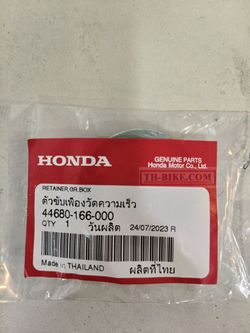 HONDA
GENUINE PARTS
Honda Motor Co., Ltd.
TH-BIKE.COM
RETAINER,GR.BOX
ตัวขับเฟืองวัดความเร็ว
44680-166-000
QTY 1 วันผลิต 24/07/2023 R
Made in THAILAND ผลิตที่ไทย